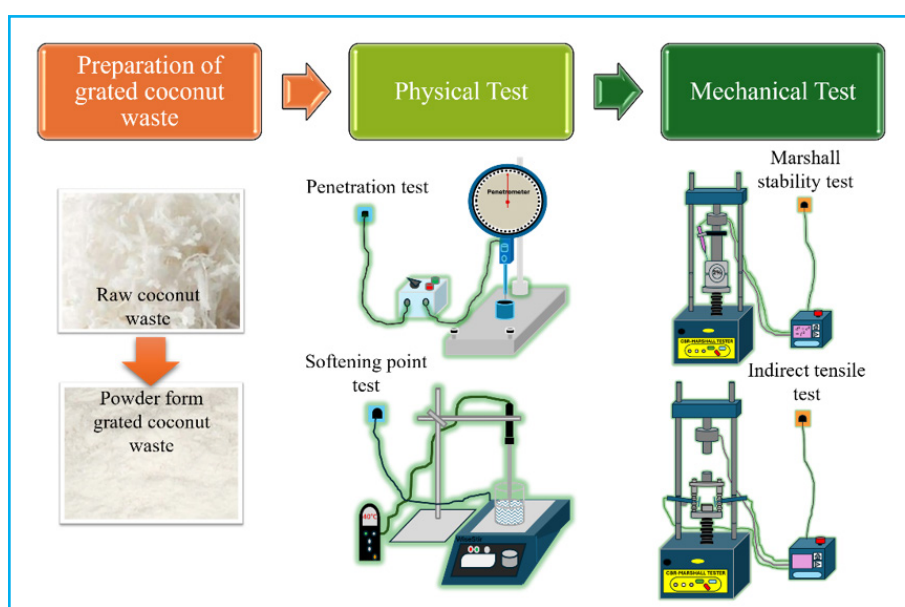 Preparation of
grated coconut
waste
Physical Test
Mechanical Test
Raw coconut
waste
Powder form
grated coconut
waste
Penetration test
Penetrometer
Softening point
test
40°C
Marshall
stability test
CBR-MARSHALL TESTER
Indirect tensile
test
CBR-MARSHALL TESTER